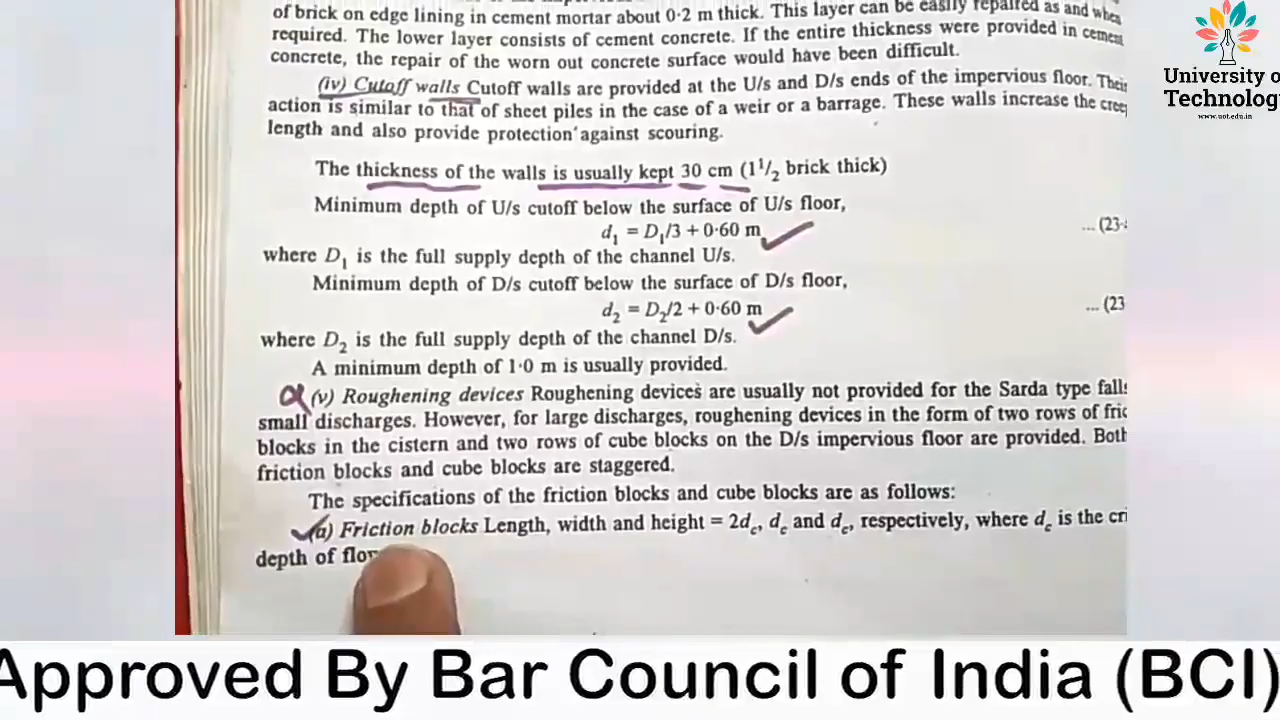 of brick on edge lining in cement mortar about 0·2 m thick. This layer can be easily repaired as and when
required. The lower layer consists of cement concrete. If the entire thickness were provided in cement
concrete, the repair of the worn out concrete surface would have been difficult.
(iv) Cutoff walls Cutoff walls are provided at the U/s and D/s ends of the impervious floor. Their
action is similar to that of sheet piles in the case of a weir or a barrage. These walls increase the creep
length and also provide protection against scouring.
The thickness of the walls is usually kept 30 cm (1¹/₂ brick thick)
Minimum depth of U/s cutoff below the surface of U/s floor,
d₁ = D₁/3 + 0·60 m
... (23·
where D₁ is the full supply depth of the channel U/s.
Minimum depth of D/s cutoff below the surface of D/s floor,
d₂ = D₂/2 + 0·60 m
... (23
where D₂ is the full supply depth of the channel D/s.
A minimum depth of 1·0 m is usually provided.
(v) Roughening devices Roughening devices are usually not provided for the Sarda type falls
small discharges. However, for large discharges, roughening devices in the form of two rows of fric
blocks in the cistern and two rows of cube blocks on the D/s impervious floor are provided. Both
friction blocks and cube blocks are staggered.
The specifications of the friction blocks and cube blocks are as follows:
(a) Friction blocks Length, width and height = 2d_c, d_c and d_c, respectively, where d_c is the cri
depth of flow
University of
Technology
www.uot.edu.in
Approved By Bar Council of India (BCI)